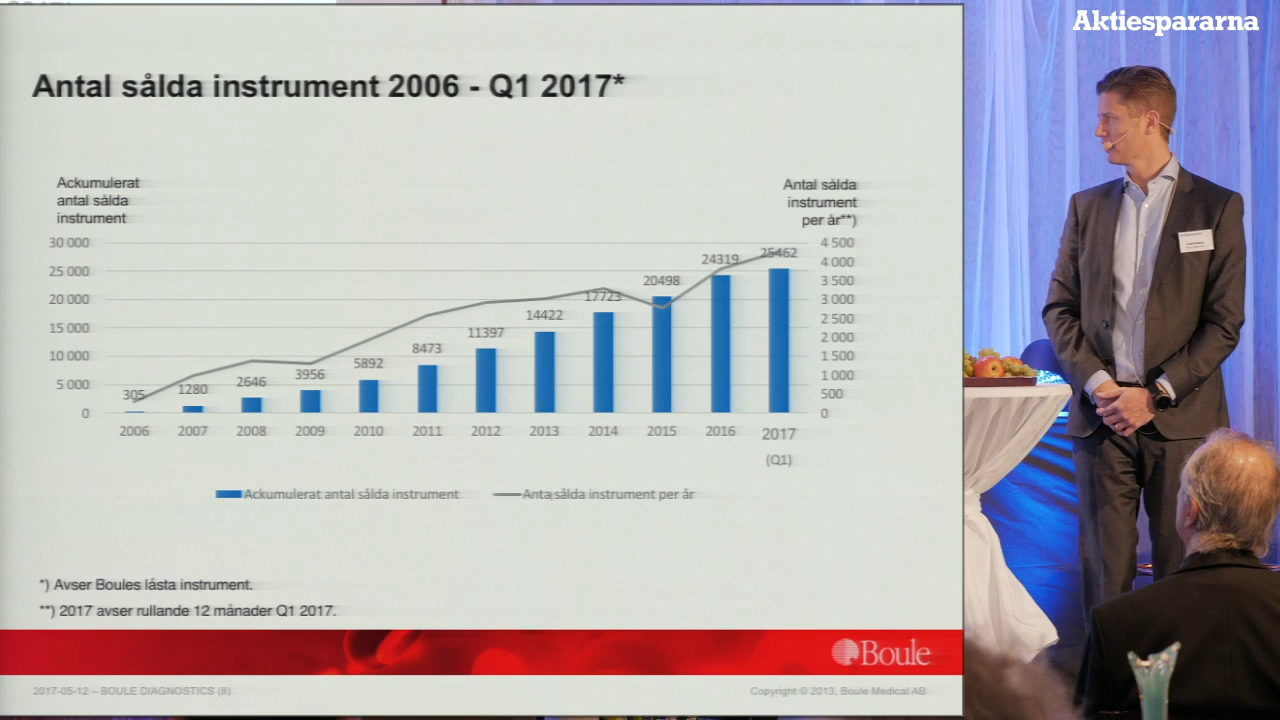 Aktiespararna
Antal sålda instrument 2006 - Q1 2017*
Ackumulerat
antal sålda
instrument
Antal sålda
instrument
per år**)
30 000
25 000
20 000
15 000
10 000
5 000
0
4 500
4 000
3 500
3 000
2 500
2 000
1 500
1 000
500
0
305
1280
2646
3956
5892
8473
11397
14422
17723
20498
24319
25462
2006 2007 2008 2009 2010 2011 2012 2013 2014 2015 2016 2017
(Q1)
Ackumulerat antal sålda instrument Antal sålda instrument per år
*) Avser Boules låsta instrument.
**) 2017 avser rullande 12 månader Q1 2017.
Boule
2017-05-12 – BOULE DIAGNOSTICS (8) Copyright © 2013, Boule Medical AB